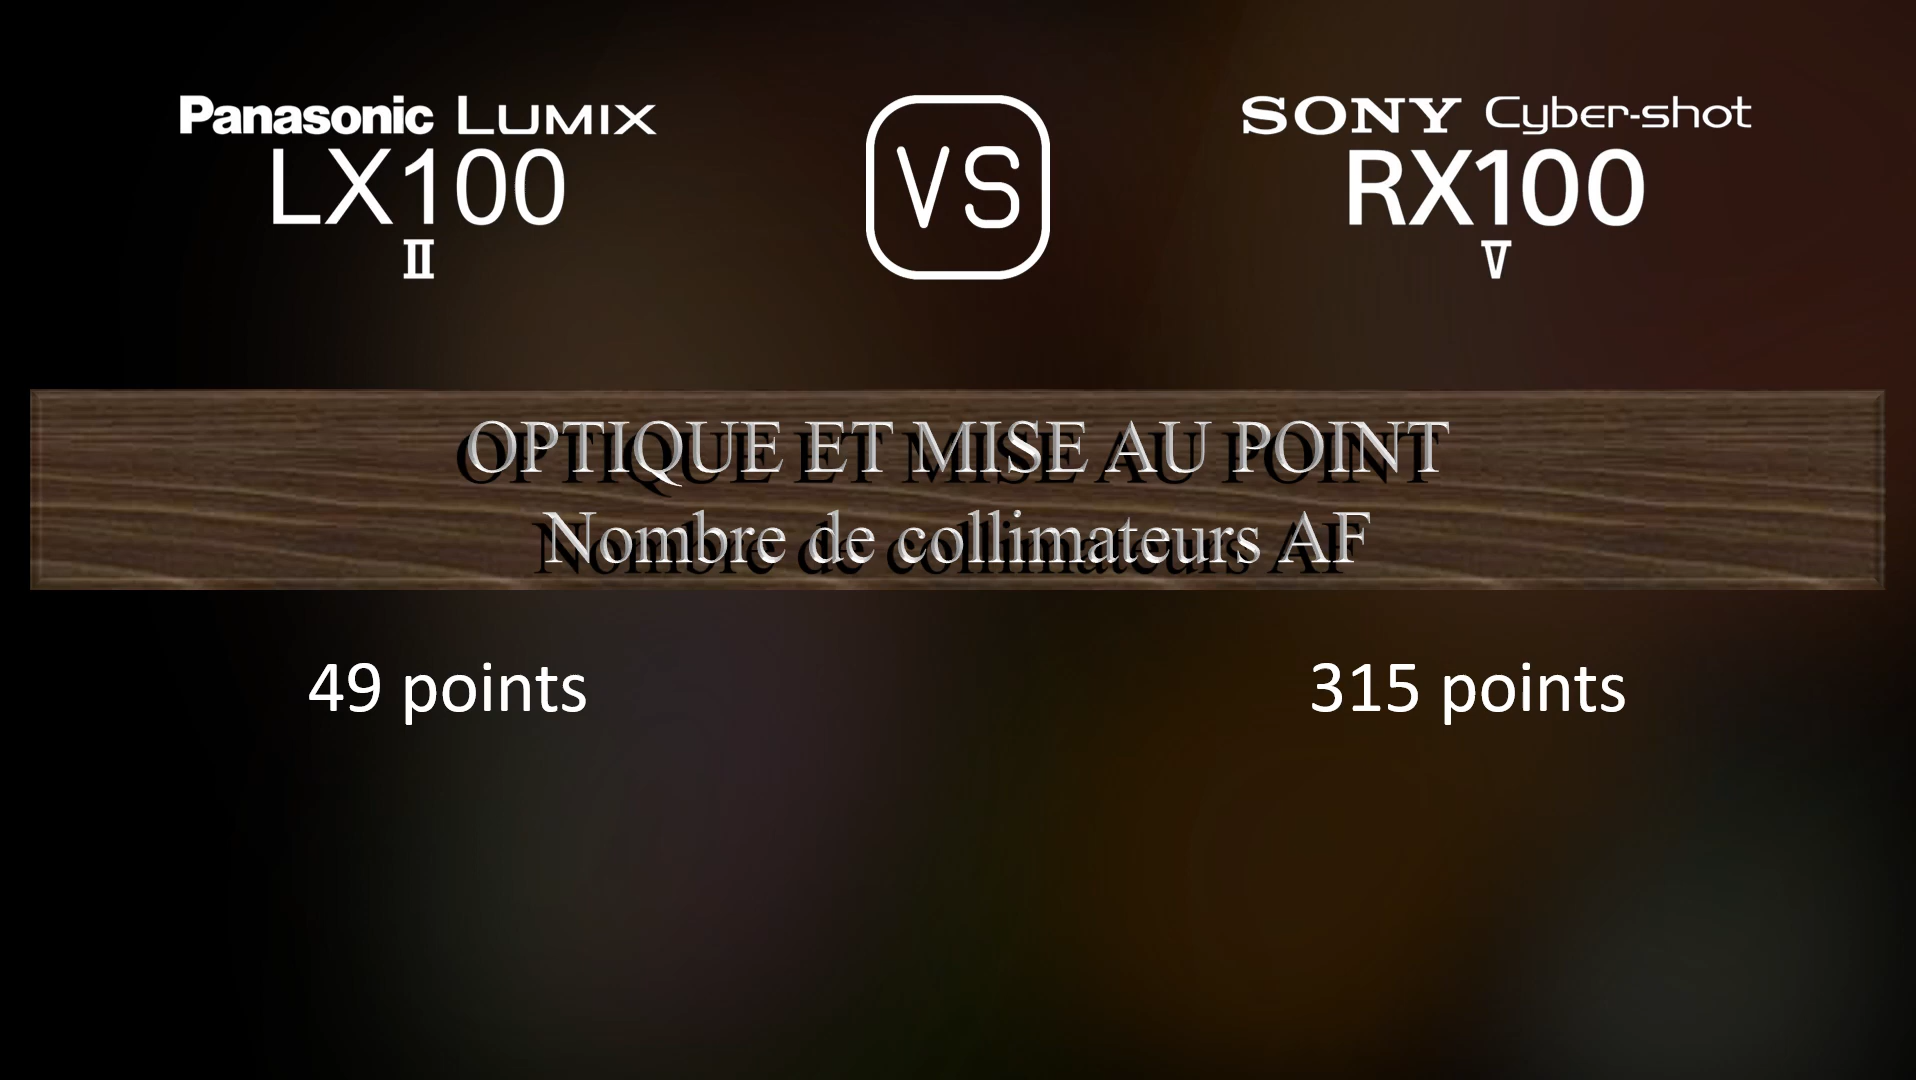 Panasonic LUMIX
LX100
II
VS
SONY Cyber-shot
RX100
V
OPTIQUE ET MISE AU POINT
Nombre de collimateurs AF
49 points
315 points